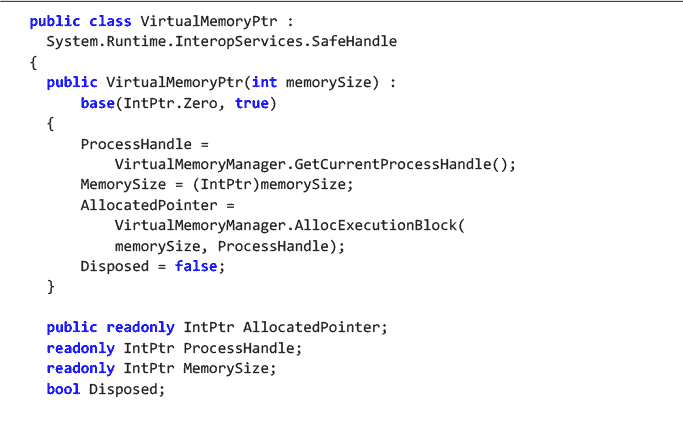 public class VirtualMemoryPtr :
System.Runtime.InteropServices.SafeHandle
{
public VirtualMemoryPtr(int memorySize) :
base(IntPtr.Zero, true)
{
ProcessHandle =
VirtualMemoryManager.GetCurrentProcessHandle();
MemorySize = (IntPtr)memorySize;
AllocatedPointer =
VirtualMemoryManager.AllocExecutionBlock(
memorySize, ProcessHandle);
Disposed = false;
}
public readonly IntPtr AllocatedPointer;
readonly IntPtr ProcessHandle;
readonly IntPtr MemorySize;
bool Disposed;